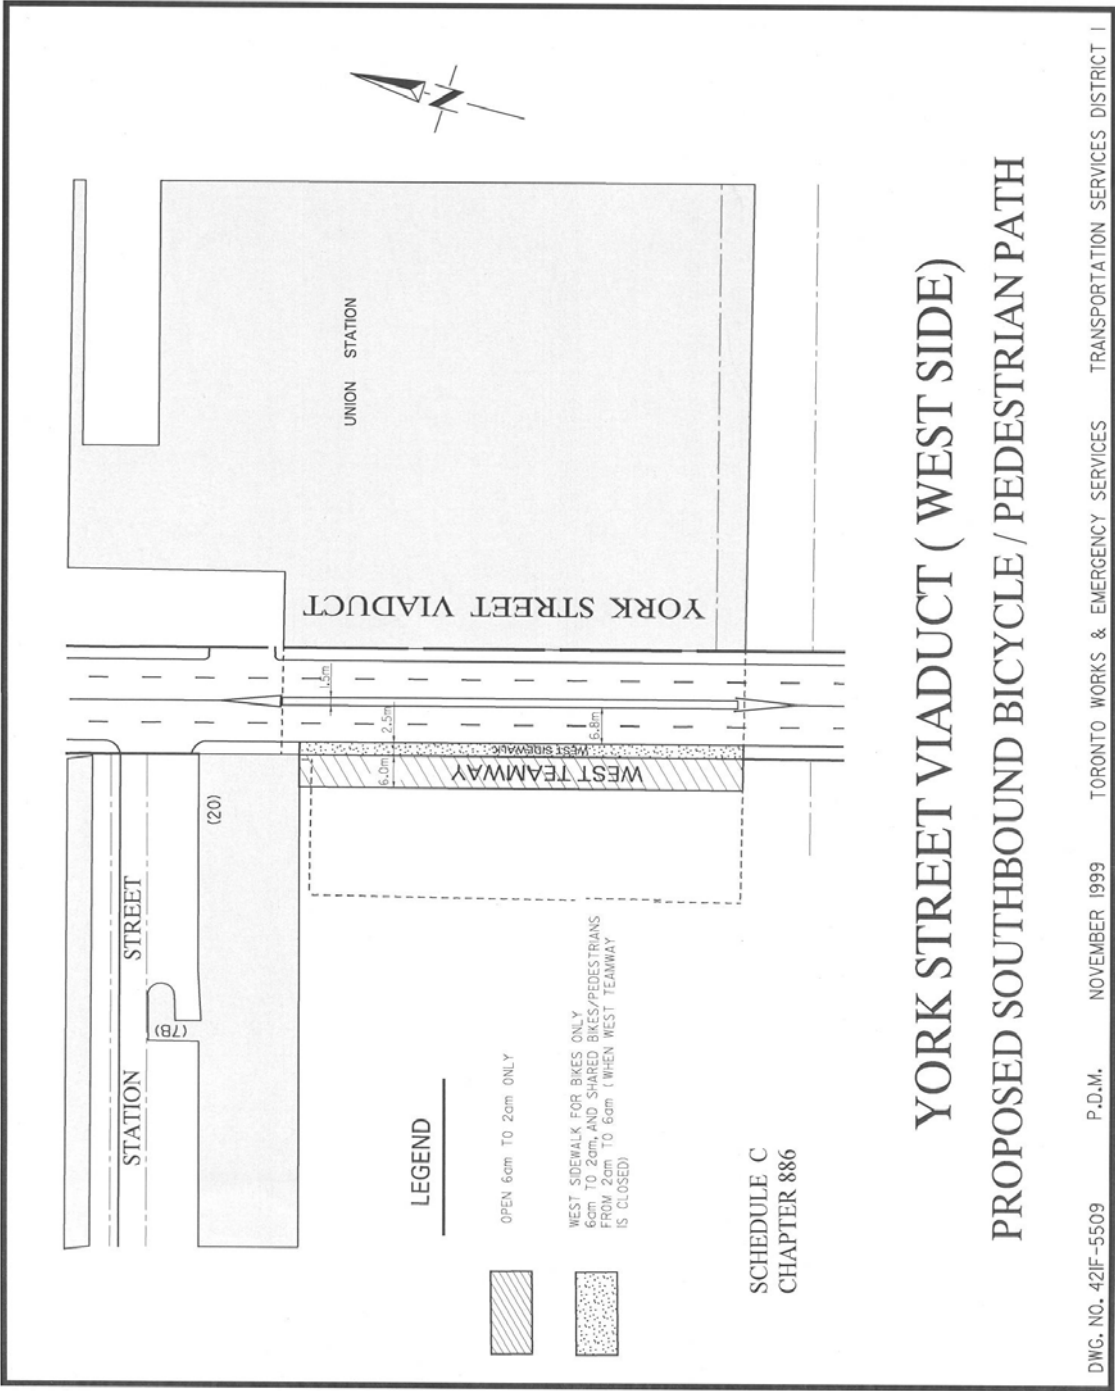 STATION STREET
(7B)
(20)
UNION STATION
YORK STREET VIADUCT
1.5m
2.5m
6.0m
6.8m
WEST SIDEWALK
WEST TEAMWAY
LEGEND
OPEN 6am TO 2am ONLY
WEST SIDEWALK FOR BIKES ONLY
6am TO 2am, AND SHARED BIKES/PEDESTRIANS
FROM 2am TO 6am (WHEN WEST TEAMWAY
IS CLOSED)
SCHEDULE C
CHAPTER 886
N
YORK STREET VIADUCT ( WEST SIDE)
PROPOSED SOUTHBOUND BICYCLE / PEDESTRIAN PATH
DWG. NO. 421F-5509 P.D.M. NOVEMBER 1999 TORONTO WORKS & EMERGENCY SERVICES TRANSPORTATION SERVICES DISTRICT 1